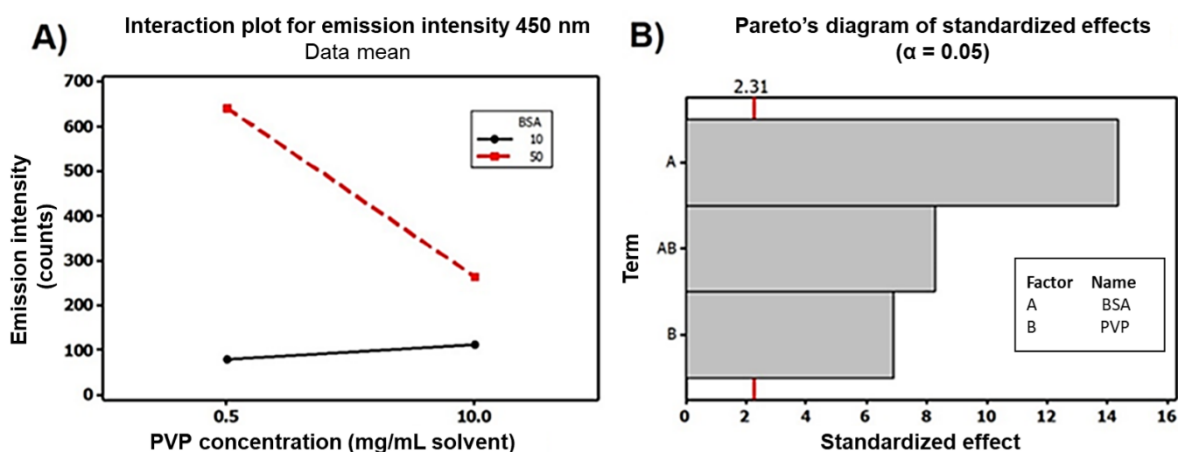 A)
Interaction plot for emission intensity 450 nm
Data mean
700
600
500
400
300
200
100
0
Emission intensity
(counts)
BSA
10
50
0.5
10.0
PVP concentration (mg/mL solvent)
B)
Pareto's diagram of standardized effects
(α = 0.05)
2.31
A
AB
B
Term
Factor Name
A BSA
B PVP
0 2 4 6 8 10 12 14 16
Standardized effect